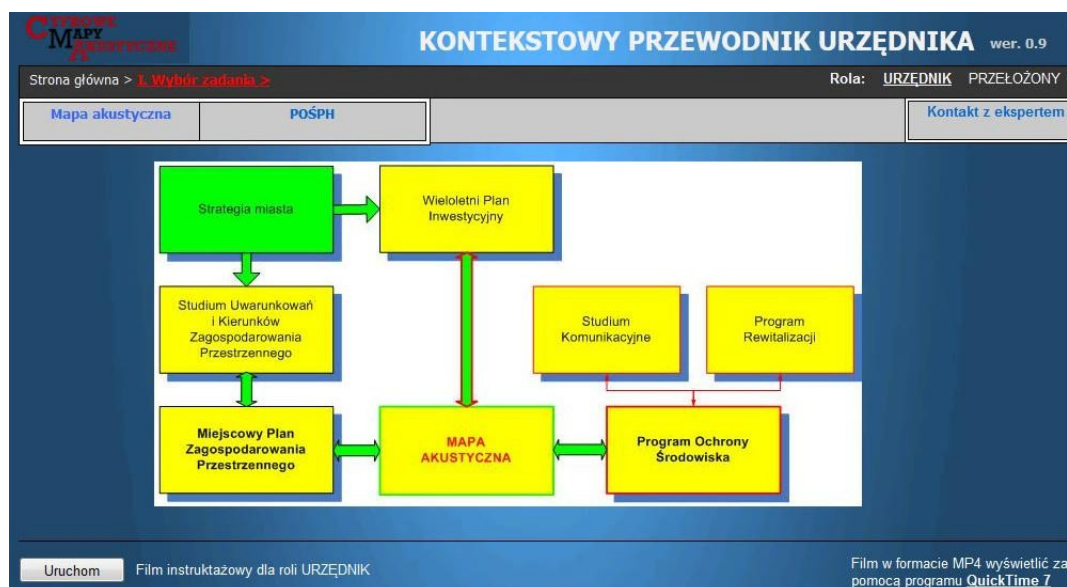 CYFROWE
MAPY
AKUSTYCZNE
KONTEKSTOWY PRZEWODNIK URZĘDNIKA wer. 0.9
Strona główna > I. Wybór zadania >
Rola: URZĘDNIK PRZEŁOŻONY
Mapa akustyczna
POŚPH
Kontakt z ekspertem
Strategia miasta
Wieloletni Plan
Inwestycyjny
Studium Uwarunkowań
i Kierunków
Zagospodarowania
Przestrzennego
Studium
Komunikacyjne
Program
Rewitalizacji
Miejscowy Plan
Zagospodarowania
Przestrzennego
MAPA
AKUSTYCZNA
Program Ochrony
Środowiska
Uruchom
Film instruktażowy dla roli URZĘDNIK
Film w formacie MP4 wyświetlić za
pomocą programu QuickTime 7